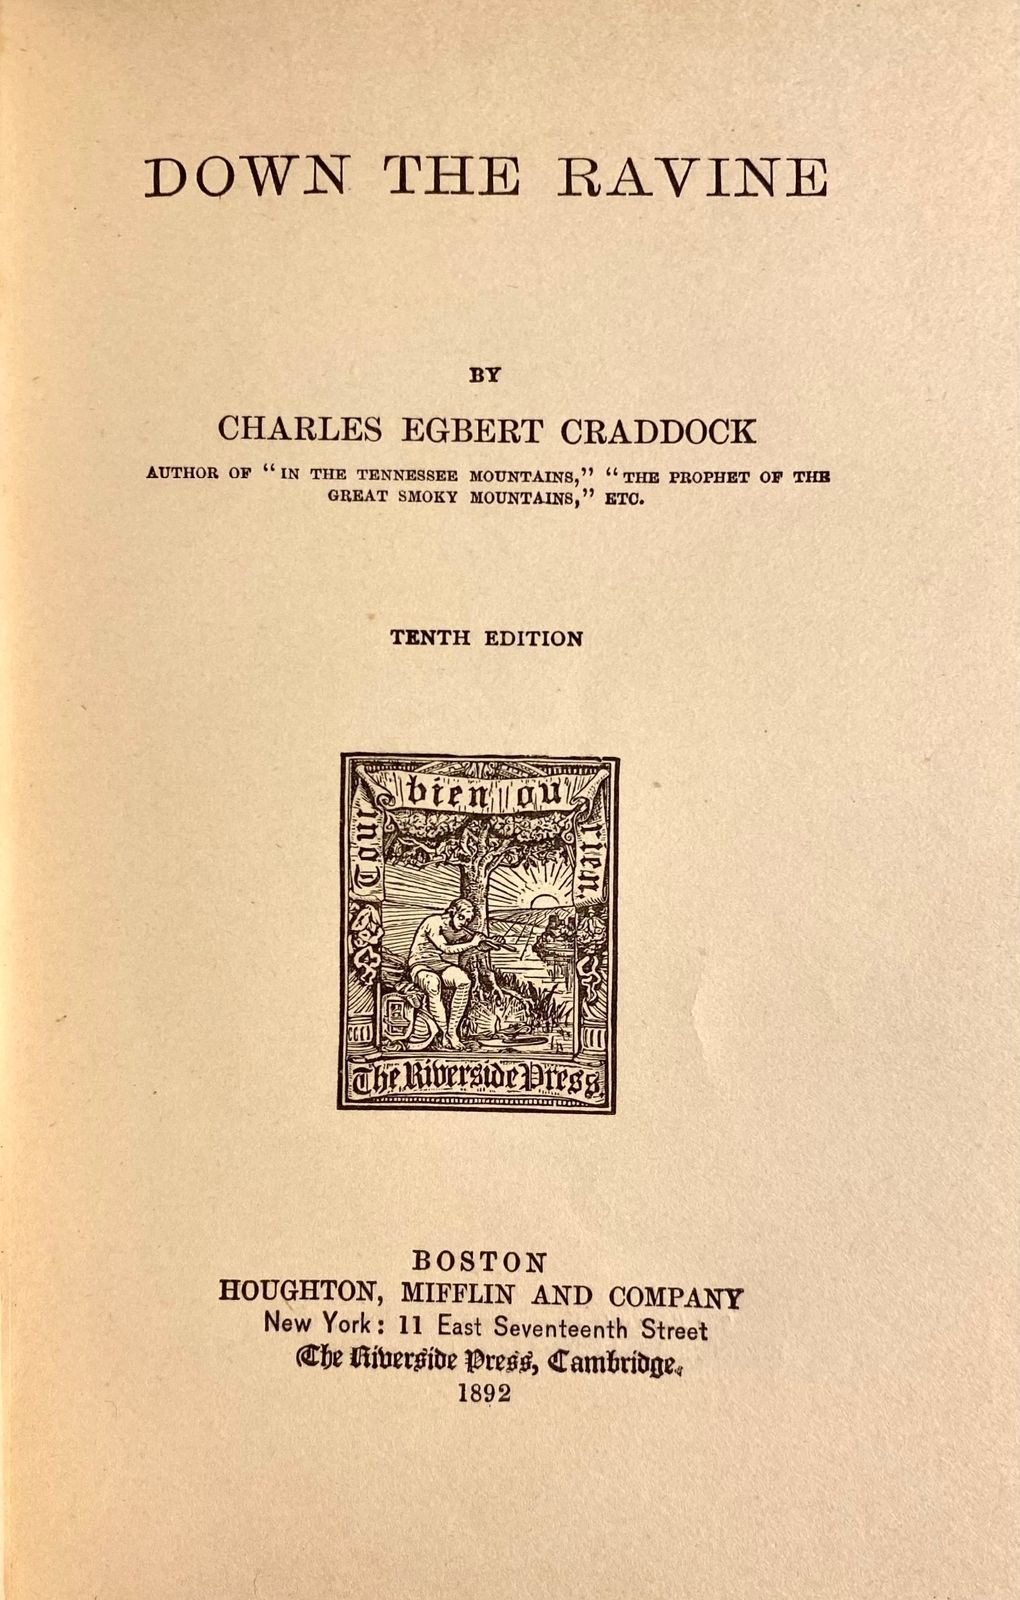 DOWN THE RAVINE
BY
CHARLES EGBERT CRADDOCK
AUTHOR OF “IN THE TENNESSEE MOUNTAINS,” “THE PROPHET OF THE
GREAT SMOKY MOUNTAINS,” ETC.
TENTH EDITION
Tout bien ou rien.
The Riverside Press
BOSTON
HOUGHTON, MIFFLIN AND COMPANY
New York: 11 East Seventeenth Street
The Riverside Press, Cambridge.
1892